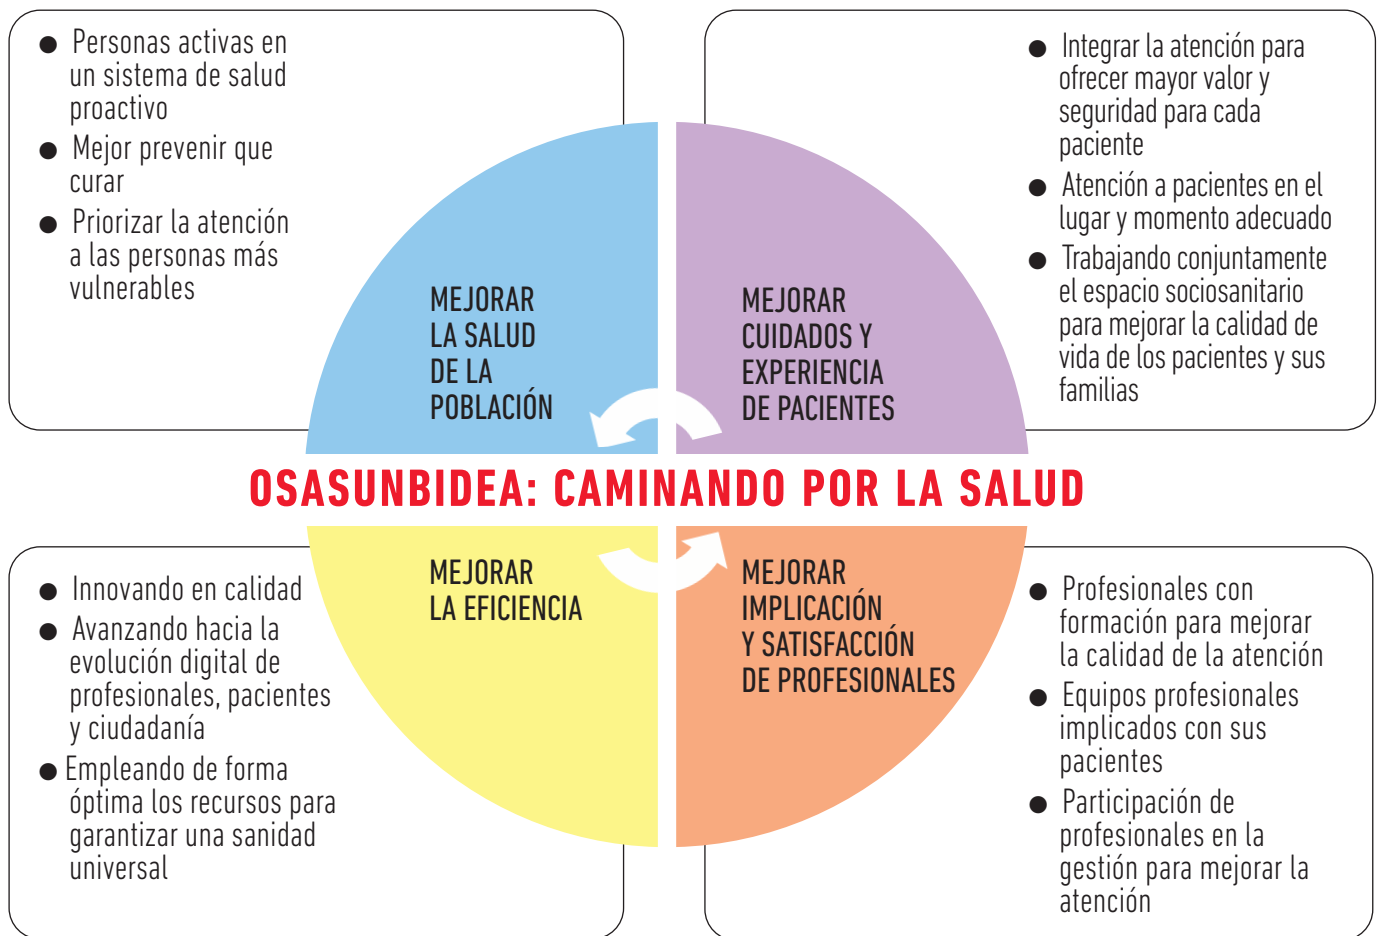 ● Personas activas en
un sistema de salud
proactivo
● Mejor prevenir que
curar
● Priorizar la atención
a las personas más
vulnerables
● Integrar la atención para
ofrecer mayor valor y
seguridad para cada
paciente
● Atención a pacientes en el
lugar y momento adecuado
● Trabajando conjuntamente
el espacio sociosanitario
para mejorar la calidad de
vida de los pacientes y sus
familias
MEJORAR
LA SALUD
DE LA
POBLACIÓN
MEJORAR
CUIDADOS Y
EXPERIENCIA
DE PACIENTES
OSASUNBIDEA: CAMINANDO POR LA SALUD
MEJORAR
LA EFICIENCIA
MEJORAR
IMPLICACIÓN
Y SATISFACCIÓN
DE PROFESIONALES
● Innovando en calidad
● Avanzando hacia la
evolución digital de
profesionales, pacientes
y ciudadanía
● Empleando de forma
óptima los recursos para
garantizar una sanidad
universal
● Profesionales con
formación para mejorar
la calidad de la atención
● Equipos profesionales
implicados con sus
pacientes
● Participación de
profesionales en la
gestión para mejorar la
atención